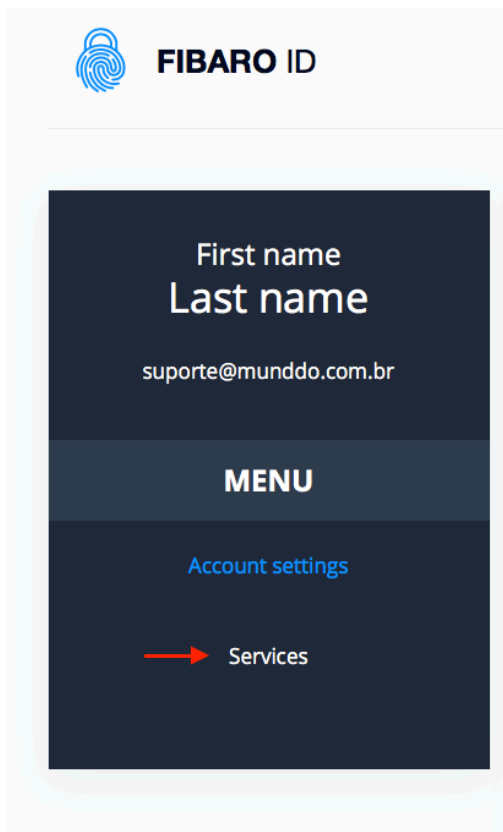 FIBARO ID
First name
Last name
suporte@munddo.com.br
MENU
Account settings
Services